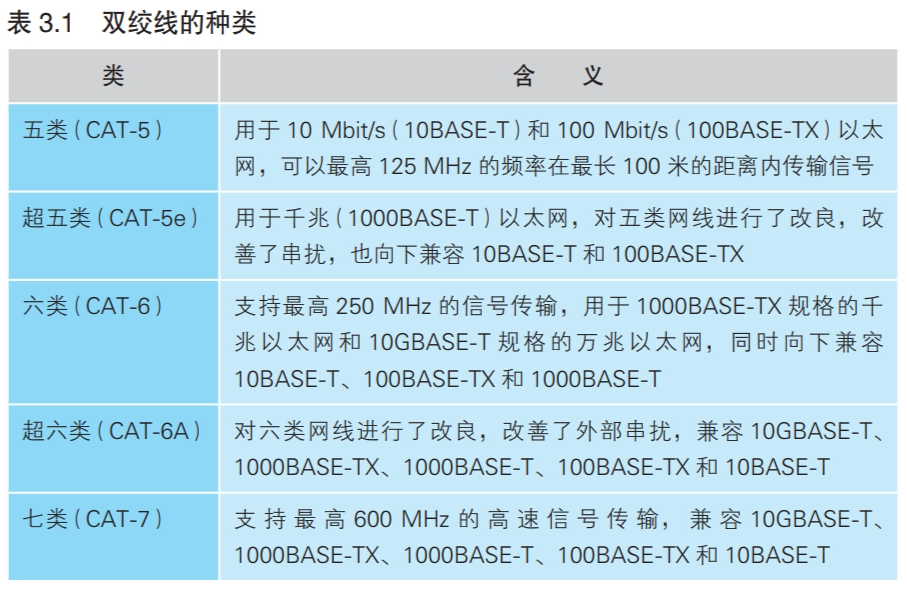 表 3.1 双绞线的种类
类
含 义
五类（CAT-5）
用于 10 Mbit/s（10BASE-T）和 100 Mbit/s（100BASE-TX）以太
网，可以最高 125 MHz 的频率在最长 100 米的距离内传输信号
超五类（CAT-5e）
用于千兆（1000BASE-T）以太网，对五类网线进行了改良，改
善了串扰，也向下兼容 10BASE-T 和 100BASE-TX
六类（CAT-6）
支持最高 250 MHz 的信号传输，用于 1000BASE-TX 规格的千
兆以太网和 10GBASE-T 规格的万兆以太网，同时向下兼容
10BASE-T、100BASE-TX 和 1000BASE-T
超六类（CAT-6A）
对六类网线进行了改良，改善了外部串扰，兼容 10GBASE-T、
1000BASE-TX、1000BASE-T、100BASE-TX 和 10BASE-T
七类（CAT-7）
支持最高 600 MHz 的高速信号传输，兼容 10GBASE-T、
1000BASE-TX、1000BASE-T、100BASE-TX 和 10BASE-T